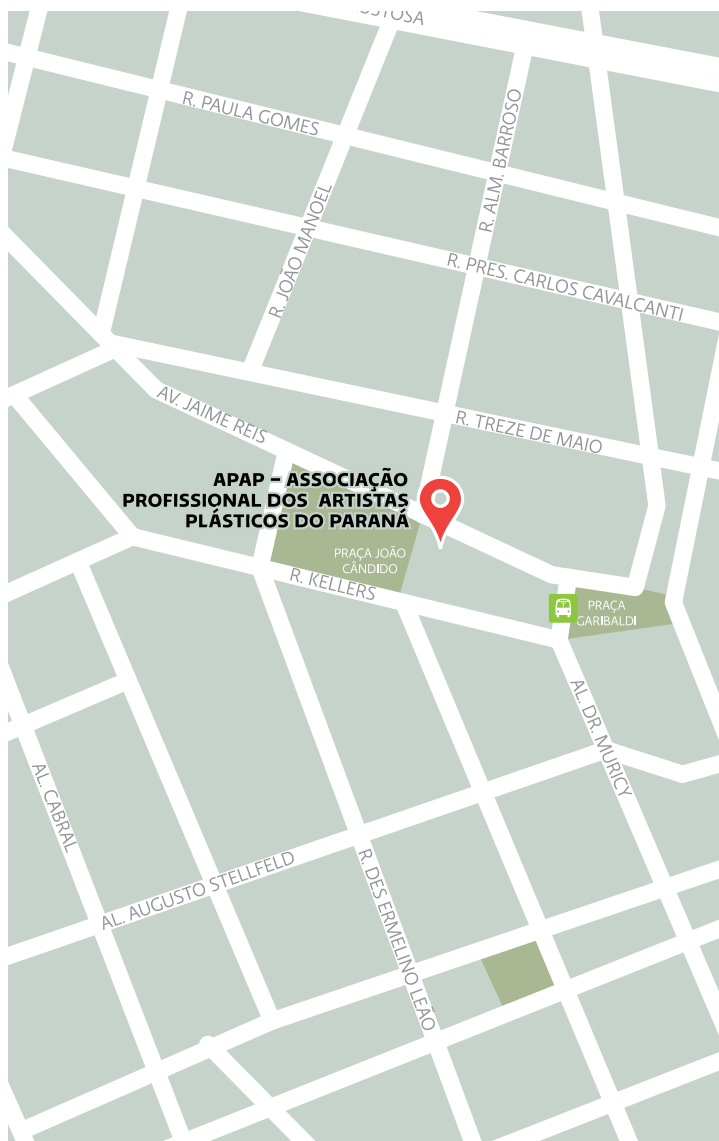 R. PAULA GOMES
R. ALM. BARROSO
R. JOÃO MANOEL
R. PRES. CARLOS CAVALCANTI
AV. JAIME REIS
R. TREZE DE MAIO
APAP – ASSOCIAÇÃO
PROFISSIONAL DOS ARTISTAS
PLÁSTICOS DO PARANÁ
PRAÇA JOÃO
CÂNDIDO
R. KELLERS
PRAÇA
GARIBALDI
AL. DR. MURICY
AL. CABRAL
AL. AUGUSTO STELLFELD
R. DES ERMELINO LEÃO